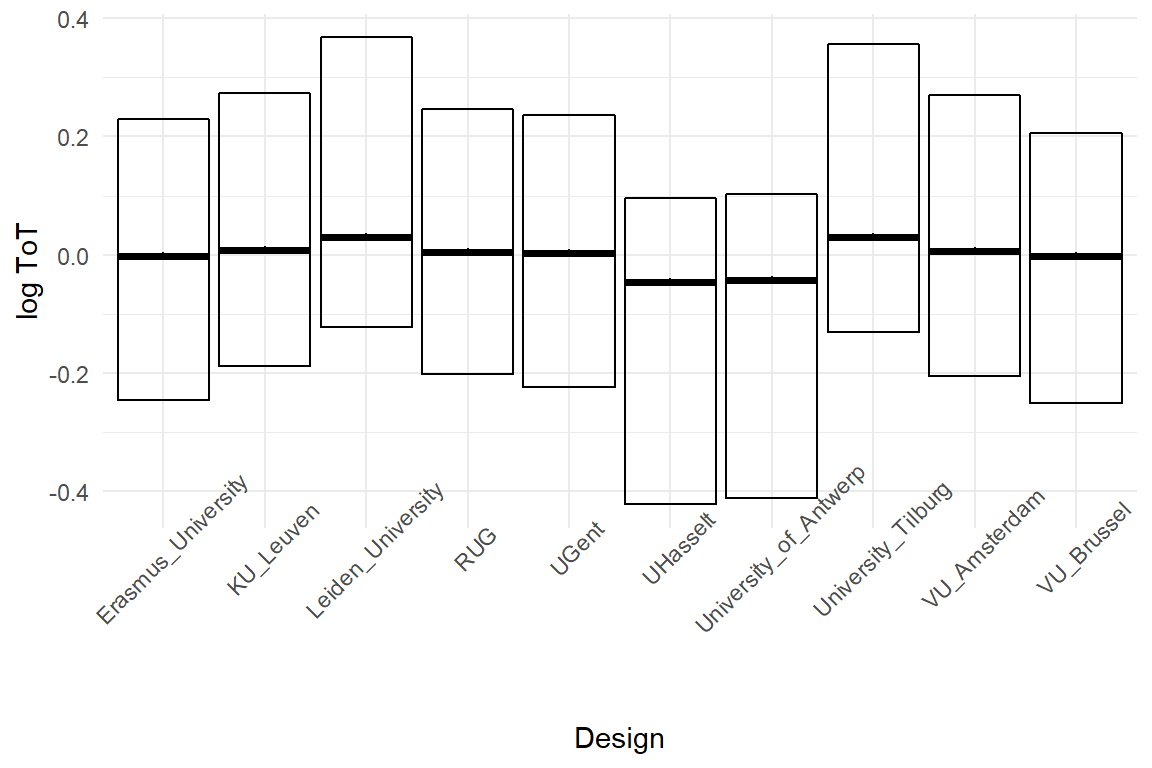 0.4
0.2
0.0
-0.2
-0.4
log ToT
Erasmus_University
KU_Leuven
Leiden_University
RUG
UGent
UHasselt
University_of_Antwerp
University_Tilburg
VU_Amsterdam
VU_Brussel
Design